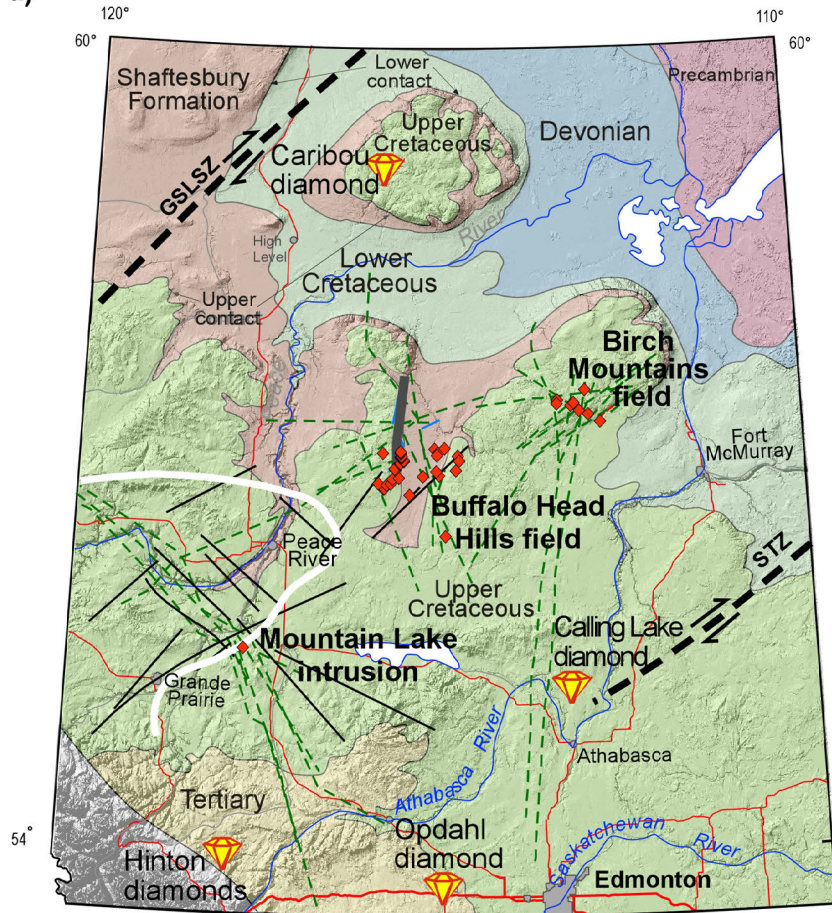 120°
110°
60°
60°
Shaftesbury
Formation
Lower
contact
Precambrian
Upper
Cretaceous
Devonian
Caribou
diamond
GSLSZ
River
High
Level
Lower
Cretaceous
Upper
contact
Birch
Mountains
field
Fort
McMurray
Buffalo Head
Hills field
Peace
River
STZ
Upper
Cretaceous
Calling Lake
diamond
Mountain Lake
intrusion
Grande
Prairie
Athabasca River
Athabasca
Tertiary
54°
Opdahl
diamond
Hinton
diamonds
Saskatchewan River
Edmonton